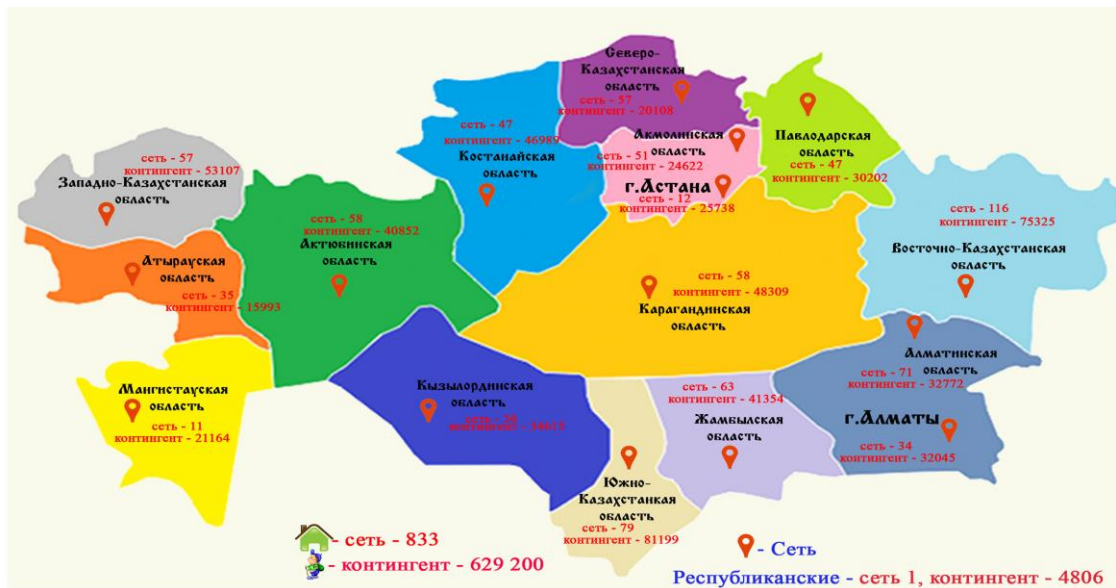 Северо-
Казахстанская
область
сеть - 57
контингент - 20108
сеть - 47
контингент - 46989
Костанайская
область
Акмолинская
область
сеть - 51
контингент - 24622
г.Астана
сеть - 12
контингент - 25738
Павлодарская
область
сеть - 47
контингент - 30202
сеть - 57
контингент - 53107
Западно-Казахстанская
область
сеть - 58
контингент - 40852
Актюбинская
область
сеть - 116
контингент - 75325
Восточно-Казахстанская
область
Атырауская
область
сеть - 35
контингент - 15993
сеть - 58
контингент - 48309
Карагандинская
область
Алматинская
область
сеть - 71
контингент - 32772
Мангистауская
область
сеть - 11
контингент - 21164
Кызылординская
область
сеть - 36
контингент - 34615
сеть - 63
контингент - 41354
Жамбылская
область
г.Алматы
сеть - 34
контингент - 32045
Южно-
Казахстанкая
область
сеть - 79
контингент - 81199
- сеть - 833
- контингент - 629 200
- Сеть
Республиканские - сеть 1, контингент - 4806